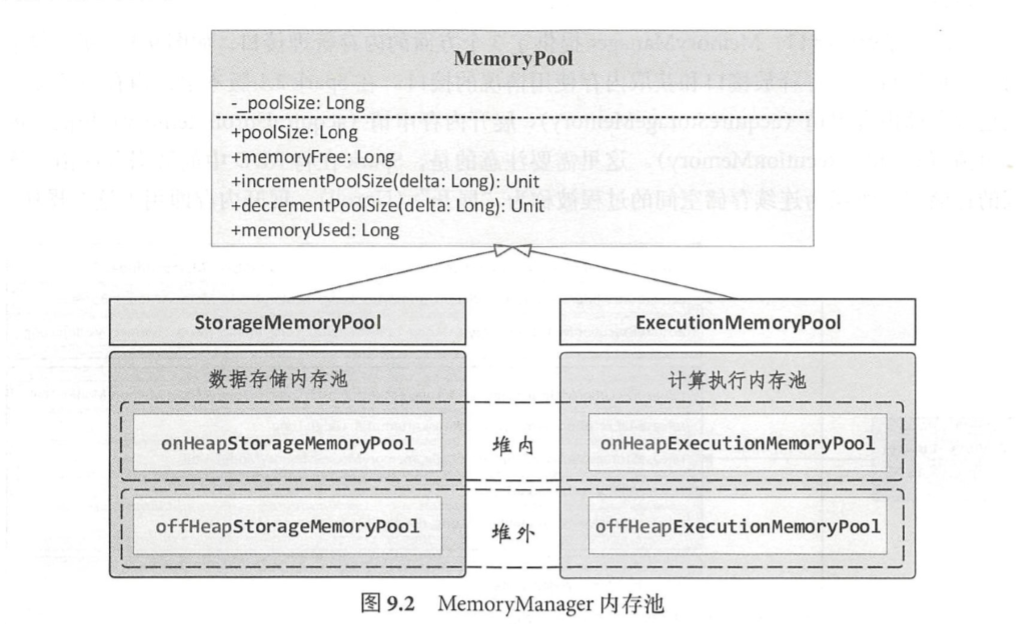 MemoryPool
-_poolSize: Long
+poolSize: Long
+memoryFree: Long
+incrementPoolSize(delta: Long): Unit
+decrementPoolSize(delta: Long): Unit
+memoryUsed: Long
StorageMemoryPool
ExecutionMemoryPool
数据存储内存池
计算执行内存池
onHeapStorageMemoryPool
堆内
onHeapExecutionMemoryPool
offHeapStorageMemoryPool
堆外
offHeapExecutionMemoryPool
图 9.2 MemoryManager 内存池